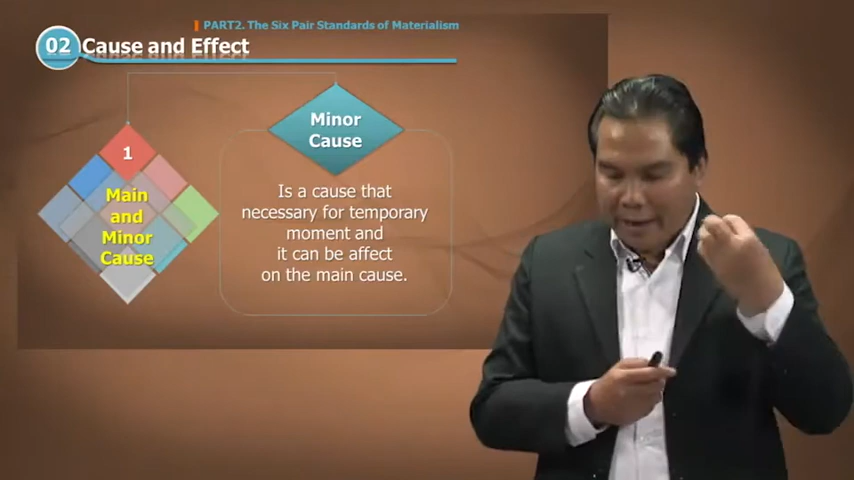 PART2. The Six Pair Standards of Materialism
02 Cause and Effect
1
Main
and
Minor
Cause
Minor
Cause
Is a cause that
necessary for temporary
moment and
it can be affect
on the main cause.